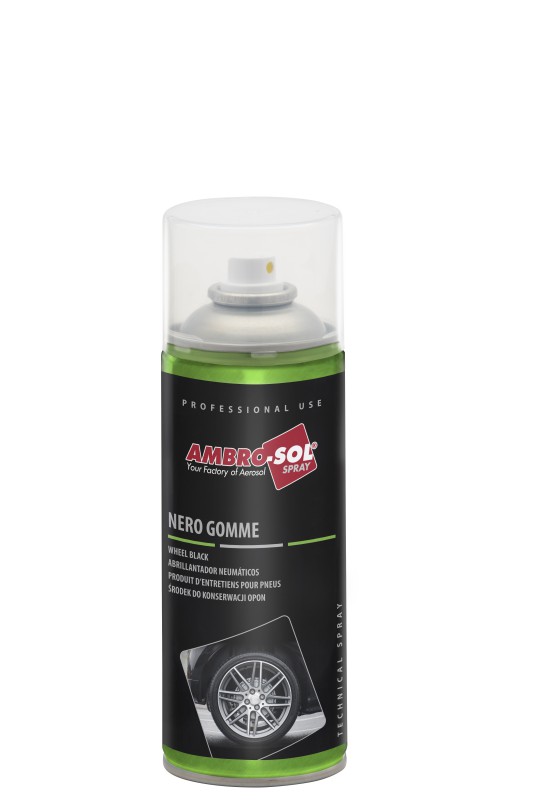 PROFESSIONAL USE
AMBRO-SOL®
Your Factory of Aerosol
SPRAY
NERO GOMME
WHEEL BLACK
ABRILLANTADOR NEUMÁTICOS
PRODUIT D'ENTRETIENS POUR PNEUS
ŚRODEK DO KONSERWACJI OPON
TECHNICAL SPRAY